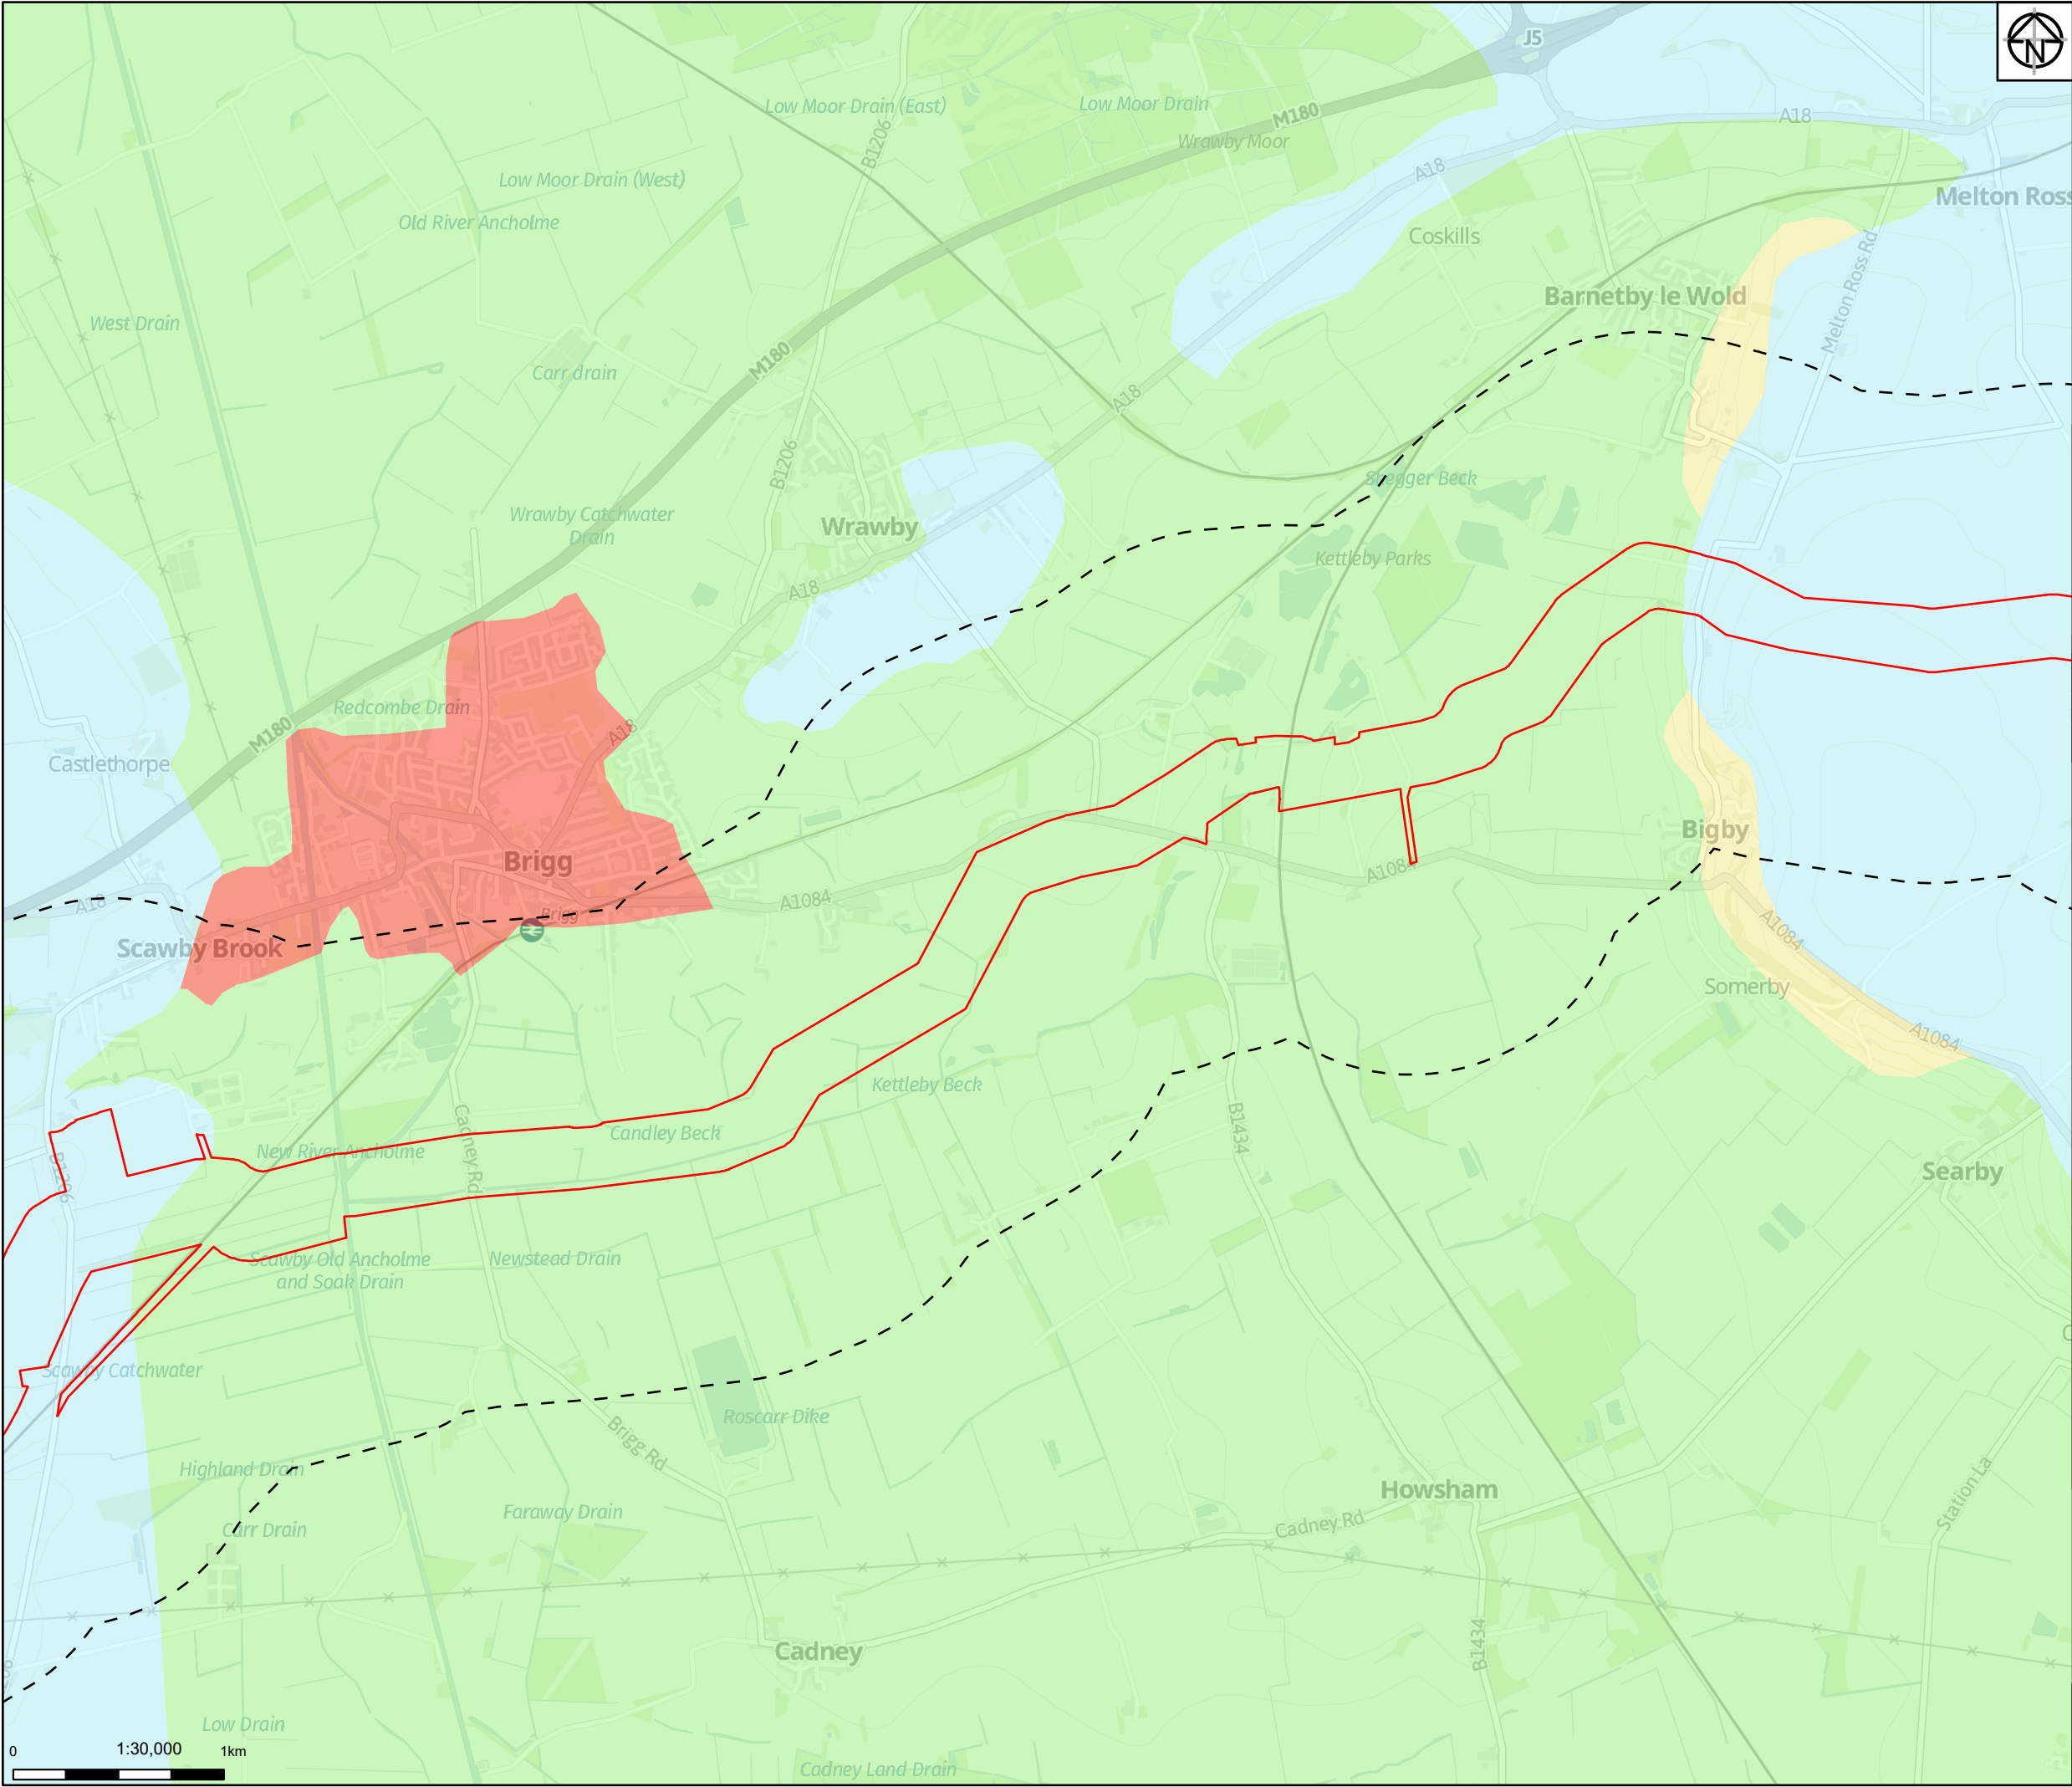 J5
N
Low Moor Drain (East)
Low Moor Drain
M180
A18
B1206
Wrawby Moor
A18
Low Moor Drain (West)
Melton Ross
Old River Ancholme
Coskills
Melton Ross Rd
Barnetby le Wold
West Drain
M180
Carr drain
A18
B1206
Skegger Beck
Wrawby Catchwater
Drain
Wrawby
Kettleby Parks
A18
Redcombe Drain
M180
A18
Castlethorpe
Bigby
Brigg
A1084
A18
A1084
Brigg
A1084
Scawby Brook
Somerby
A1084
Kettleby Beck
B1434
Cadney Rd
Candley Beck
New River Ancholme
B1206
Searby
Scawby Old Ancholme
and Soak Drain
Newstead Drain
Scawby Catchwater
Roscarr Dike
Brigg Rd
Highland Drain
Howsham
Station La
Faraway Drain
Cadney Rd
Carr Drain
B1434
Cadney
Low Drain
0
1:30,000
1km
Cadney Land Drain